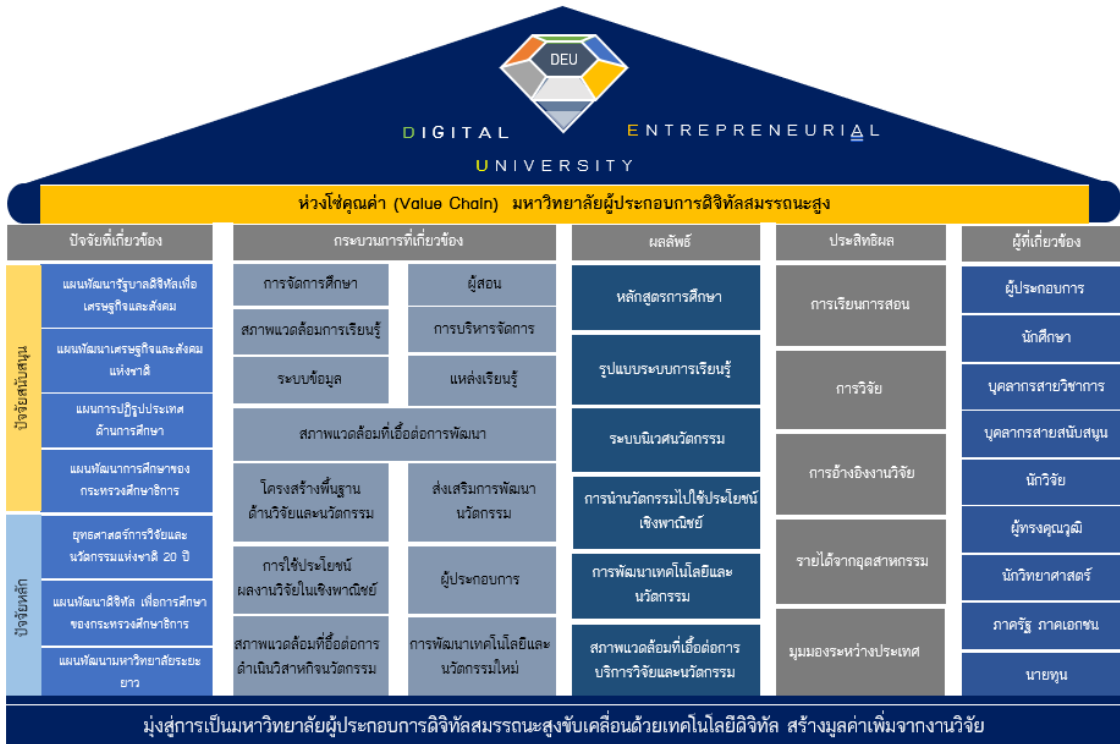 DEU
DIGITAL
ENTREPRENEURIAL
UNIVERSITY
ห่วงโซ่คุณค่า (Value Chain) มหาวิทยาลัยผู้ประกอบการดิจิทัลสมรรถนะสูง
ปัจจัยที่เกี่ยวข้อง
กระบวนการที่เกี่ยวข้อง
ผลลัพธ์
ประสิทธิผล
ผู้ที่เกี่ยวข้อง
ปัจจัยสนับสนุน
แผนพัฒนารัฐบาลดิจิทัลเพื่อ
เศรษฐกิจและสังคม
แผนพัฒนาเศรษฐกิจและสังคม
แห่งชาติ
แผนการปฏิรูปประเทศ
ด้านการศึกษา
แผนพัฒนาการศึกษาของ
กระทรวงศึกษาธิการ
ปัจจัยหลัก
ยุทธศาสตร์การวิจัยและ
นวัตกรรมแห่งชาติ 20 ปี
แผนพัฒนาดิจิทัล เพื่อการศึกษา
ของกระทรวงศึกษาธิการ
แผนพัฒนามหาวิทยาลัยระยะ
ยาว
การจัดการศึกษา
ผู้สอน
สภาพแวดล้อมการเรียนรู้
การบริหารจัดการ
ระบบข้อมูล
แหล่งเรียนรู้
สภาพแวดล้อมที่เอื้อต่อการพัฒนา
โครงสร้างพื้นฐาน
ด้านวิจัยและนวัตกรรม
ส่งเสริมการพัฒนา
นวัตกรรม
การใช้ประโยชน์
ผลงานวิจัยในเชิงพาณิชย์
ผู้ประกอบการ
สภาพแวดล้อมที่อื้อต่อการ
ดำเนินวิสาหกิจนวัตกรรม
การพัฒนาเทคโนโลยีและ
นวัตกรรมใหม่
หลักสูตรการศึกษา
รูปแบบระบบการเรียนรู้
ระบบนิเวศนวัตกรรม
การนำนวัตกรรมไปใช้ประโยชน์
เชิงพาณิชย์
การพัฒนาเทคโนโลยีและ
นวัตกรรม
สภาพแวดล้อมที่เอื้อต่อการ
บริการวิจัยและนวัตกรรม
การเรียนการสอน
การวิจัย
การอ้างอิงงานวิจัย
รายได้จากอุตสาหกรรม
มุมมองระหว่างประเทศ
ผู้ประกอบการ
นักศึกษา
บุคลากรสายวิชาการ
บุคลากรสายสนับสนุน
นักวิจัย
ผู้ทรงคุณวุฒิ
นักวิทยาศาสตร์
ภาครัฐ ภาคเอกชน
นายทุน
มุ่งสู่การเป็นมหาวิทยาลัยผู้ประกอบการดิจิทัลสมรรถนะสูงขับเคลื่อนด้วยเทคโนโลยีดิจิทัล สร้างมูลค่าเพิ่มจากงานวิจัย